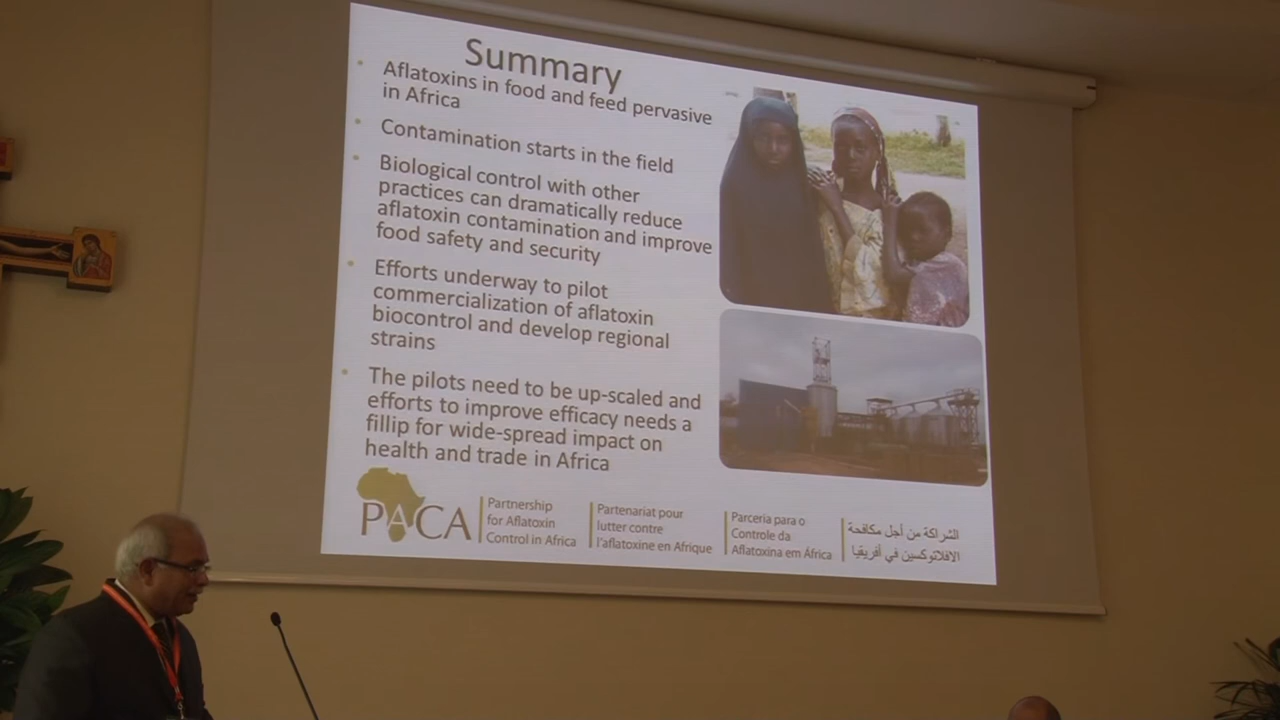 Summary
Aflatoxins in food and feed pervasive
in Africa
Contamination starts in the field
Biological control with other
practices can dramatically reduce
aflatoxin contamination and improve
food safety and security
Efforts underway to pilot
commercialization of aflatoxin
biocontrol and develop regional
strains
The pilots need to be up-scaled and
efforts to improve efficacy needs a
fillip for wide-spread impact on
health and trade in Africa
PACA
Partnership
for Aflatoxin
Control in Africa
Partenariat pour
lutter contre
l'aflatoxine en Afrique
Parceria para o
Controle da
Aflatoxina em África
الشراكة من أجل مكافحة
الافلاتوكسين في أفريقيا